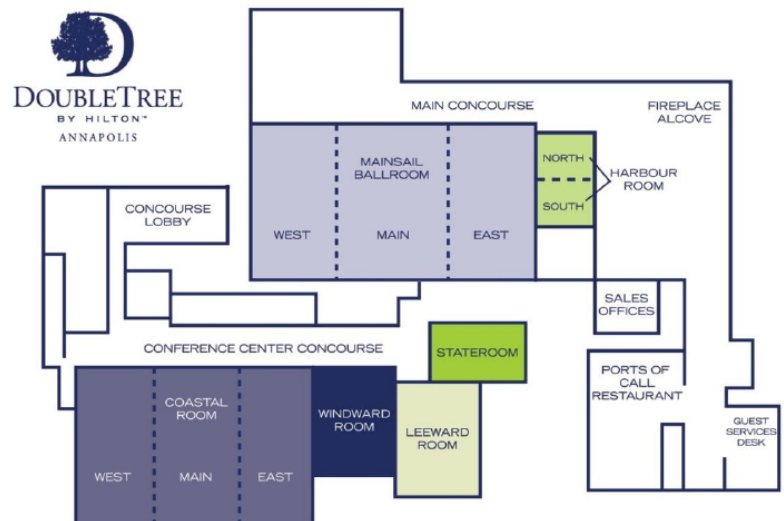 DOUBLETREE
BY HILTON™
ANNAPOLIS
MAIN CONCOURSE
FIREPLACE
ALCOVE
MAINSAIL
BALLROOM
WEST
MAIN
EAST
NORTH
SOUTH
HARBOUR
ROOM
CONCOURSE
LOBBY
SALES
OFFICES
CONFERENCE CENTER CONCOURSE
STATEROOM
PORTS OF
CALL
RESTAURANT
COASTAL
ROOM
WEST
MAIN
EAST
WINDWARD
ROOM
LEEWARD
ROOM
GUEST
SERVICES
DESK